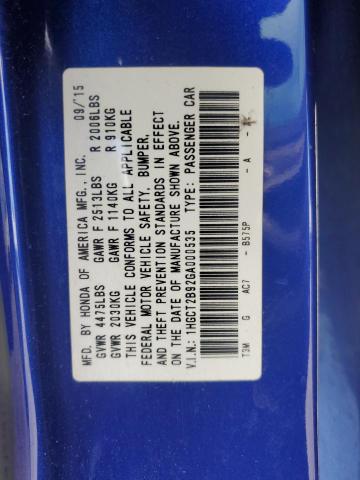 MFD. BY HONDA OF AMERICA MFG., INC. 09/'15
GVWR 4475LBS GAWR F 2513LBS R 2006LBS
GVWR 2030KG GAWR F 1140KG R 910KG
THIS VEHICLE CONFORMS TO ALL APPLICABLE
FEDERAL MOTOR VEHICLE SAFETY, BUMPER,
AND THEFT PREVENTION STANDARDS IN EFFECT
ON THE DATE OF MANUFACTURE SHOWN ABOVE.
V.I.N.: 1HGCT2B92GA000535 TYPE: PASSENGER CAR
T3M G AC7 - B575P - A -